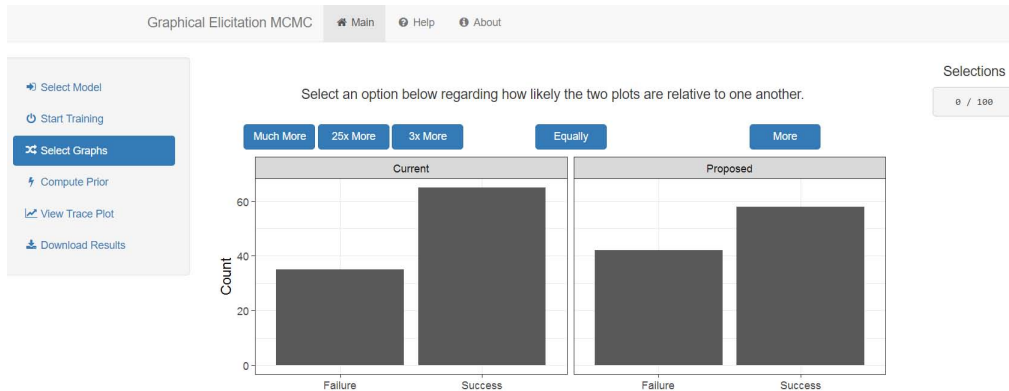 Graphical Elicitation MCMC Main Help About
Select Model
Start Training
Select Graphs
Compute Prior
View Trace Plot
Download Results
Select an option below regarding how likely the two plots are relative to one another.
Much More 25x More 3x More Equally More
Current Proposed
Count
60
40
20
0
Failure Success Failure Success
Selections
0 / 100